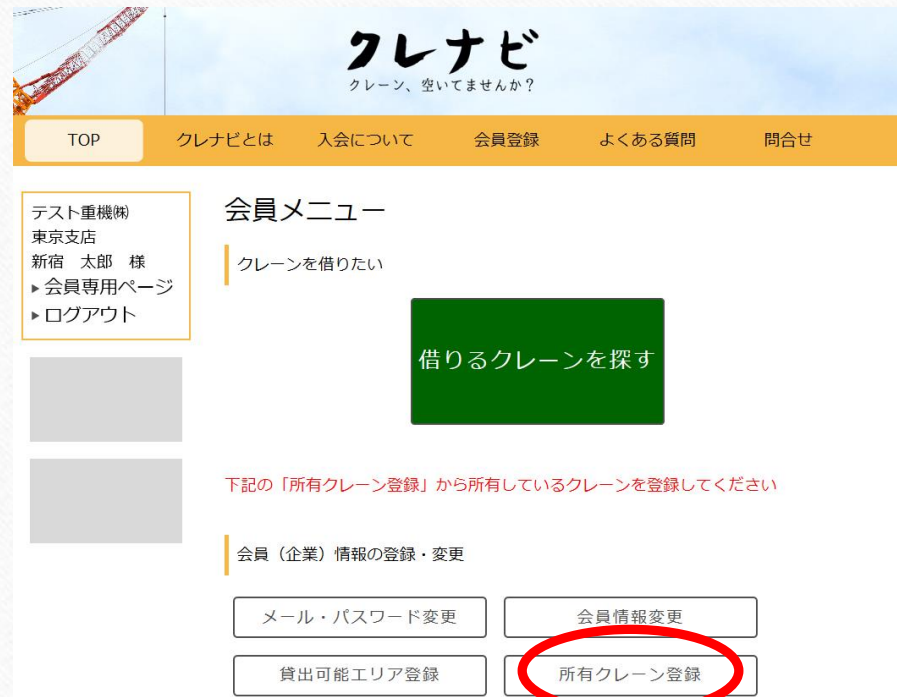 クレナビ
クレーン、空いてませんか？
TOP
クレナビとは
入会について
会員登録
よくある質問
問合せ
テスト重機㈱
東京支店
新宿　太郎　様
▸会員専用ページ
▸ログアウト
会員メニュー
クレーンを借りたい
借りるクレーンを探す
下記の「所有クレーン登録」から所有しているクレーンを登録してください
会員（企業）情報の登録・変更
メール・パスワード変更
会員情報変更
貸出可能エリア登録
所有クレーン登録